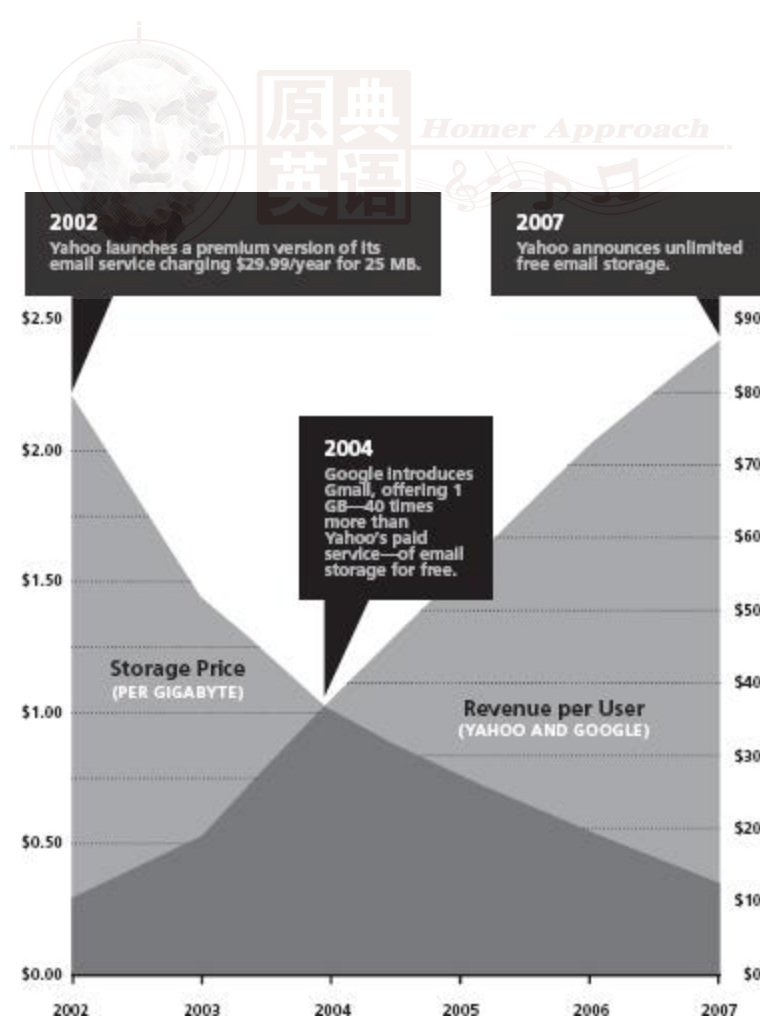 原典
英语
Homer Approach
2002
Yahoo launches a premium version of its
email service charging $29.99/year for 25 MB.
2007
Yahoo announces unlimited
free email storage.
$2.50
$90
$80
2004
Google introduces
Gmail, offering 1
GB—40 times
more than
Yahoo's paid
service—of email
storage for free.
$2.00
$70
$60
$1.50
$50
Storage Price
(PER GIGABYTE)
$40
Revenue per User
(YAHOO AND GOOGLE)
$1.00
$30
$0.50
$20
$10
$0.00
$0
2002 2003 2004 2005 2006 2007